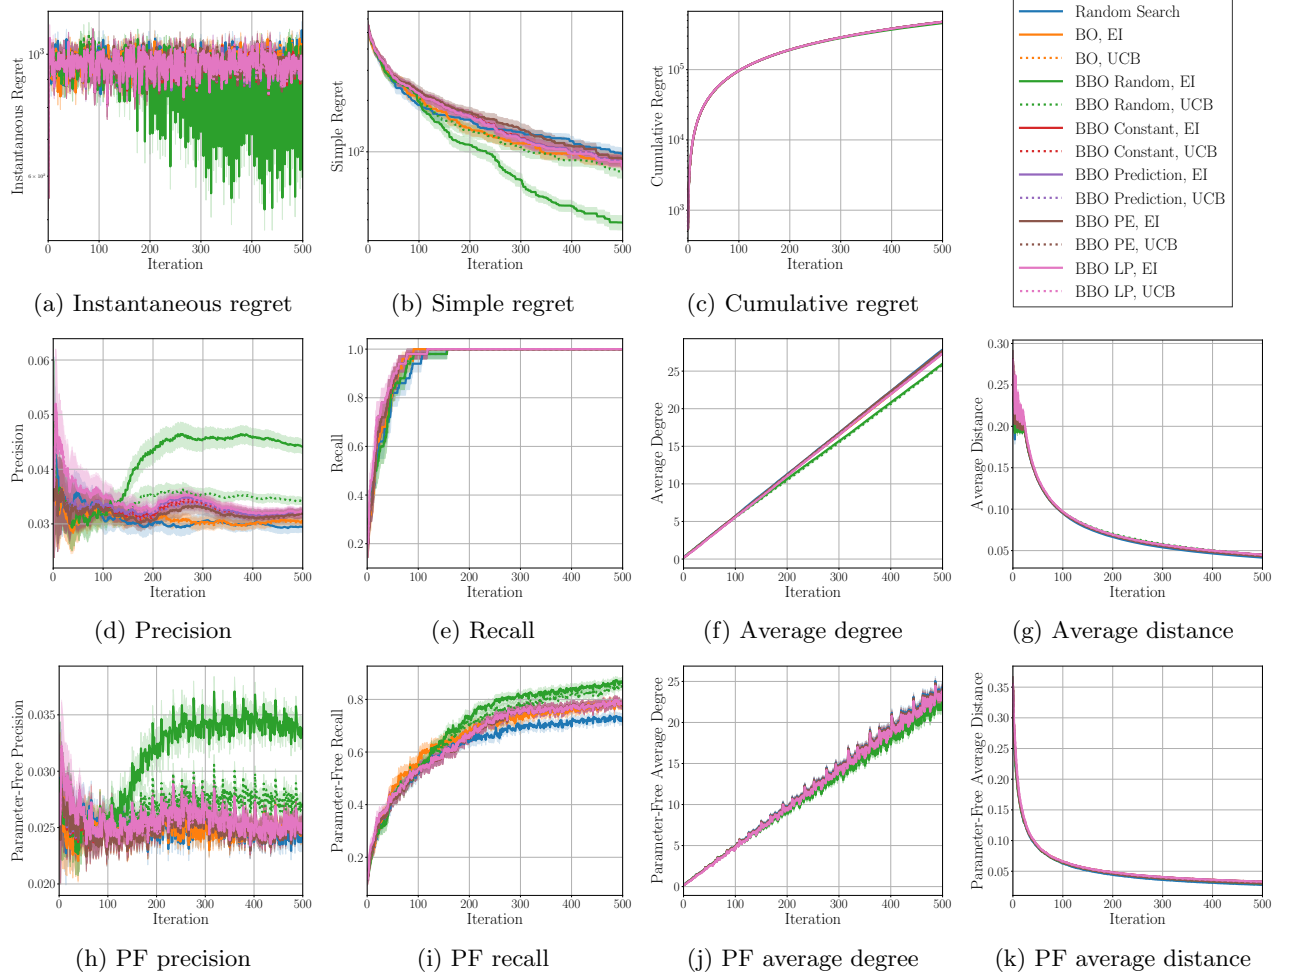 10³
6 × 10²
Instantaneous Regret
0 100 200 300 400 500
Iteration
(a) Instantaneous regret
10²
Simple Regret
0 100 200 300 400 500
Iteration
(b) Simple regret
10⁵
10⁴
10³
Cumulative Regret
0 100 200 300 400 500
Iteration
(c) Cumulative regret
Random Search
BO, EI
BO, UCB
BBO Random, EI
BBO Random, UCB
BBO Constant, EI
BBO Constant, UCB
BBO Prediction, EI
BBO Prediction, UCB
BBO PE, EI
BBO PE, UCB
BBO LP, EI
BBO LP, UCB
0.06
0.05
0.04
0.03
Precision
0 100 200 300 400 500
Iteration
(d) Precision
1.0
0.8
0.6
0.4
0.2
Recall
0 100 200 300 400 500
Iteration
(e) Recall
25
20
15
10
5
0
Average Degree
0 100 200 300 400 500
Iteration
(f) Average degree
0.30
0.25
0.20
0.15
0.10
0.05
Average Distance
0 100 200 300 400 500
Iteration
(g) Average distance
0.035
0.030
0.025
0.020
Parameter-Free Precision
0 100 200 300 400 500
Iteration
(h) PF precision
0.8
0.6
0.4
0.2
Parameter-Free Recall
0 100 200 300 400 500
Iteration
(i) PF recall
25
20
15
10
5
0
Parameter-Free Average Degree
0 100 200 300 400 500
Iteration
(j) PF average degree
0.35
0.30
0.25
0.20
0.15
0.10
0.05
Parameter-Free Average Distance
0 100 200 300 400 500
Iteration
(k) PF average distance